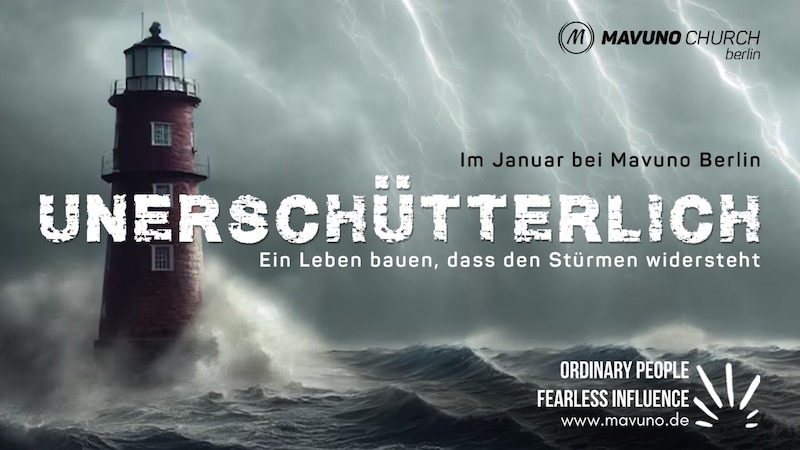 MAVUNO CHURCH
berlin
Im Januar bei Mavuno Berlin
UNERSCHÜTTERLICH
Ein Leben bauen, dass den Stürmen widersteht
ORDINARY PEOPLE
FEARLESS INFLUENCE
www.mavuno.de